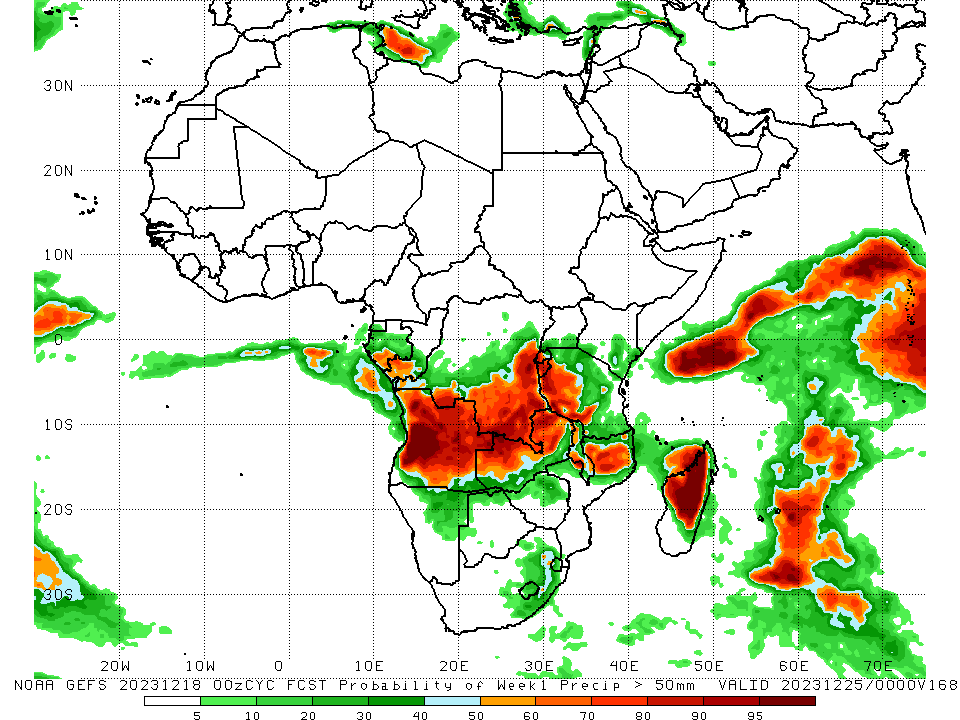 30N
20N
10N
0
10S
20S
30S
20W 10W 0 10E 20E 30E 40E 50E 60E 70E
NOAA GEFS 20231218 00zCYC FCST Probability of Week1 Precip > 50mm VALID 20231225/0000V168
5 10 20 30 40 50 60 70 80 90 95